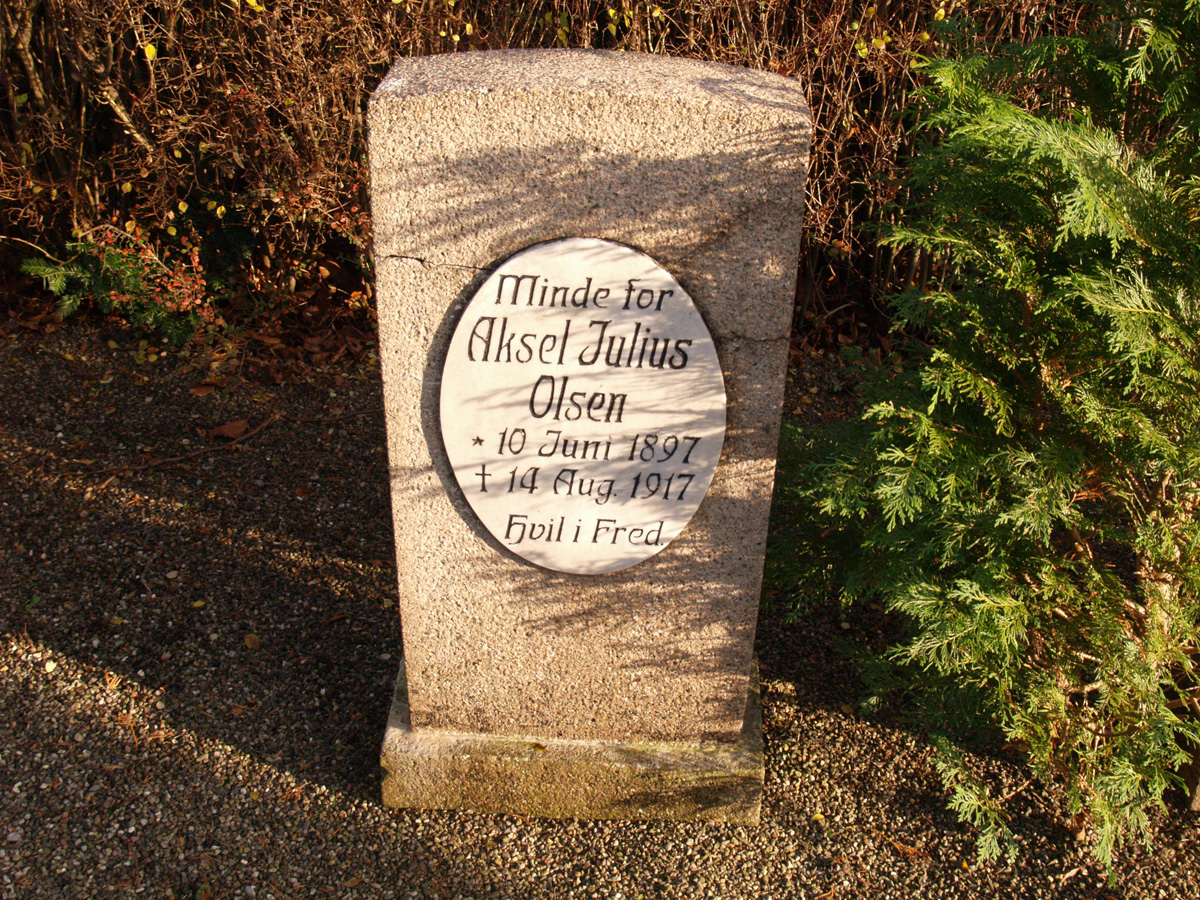 Minde for
Aksel Julius
Olsen
* 10 Juni 1897
† 14 Aug. 1917
Hvil i Fred.